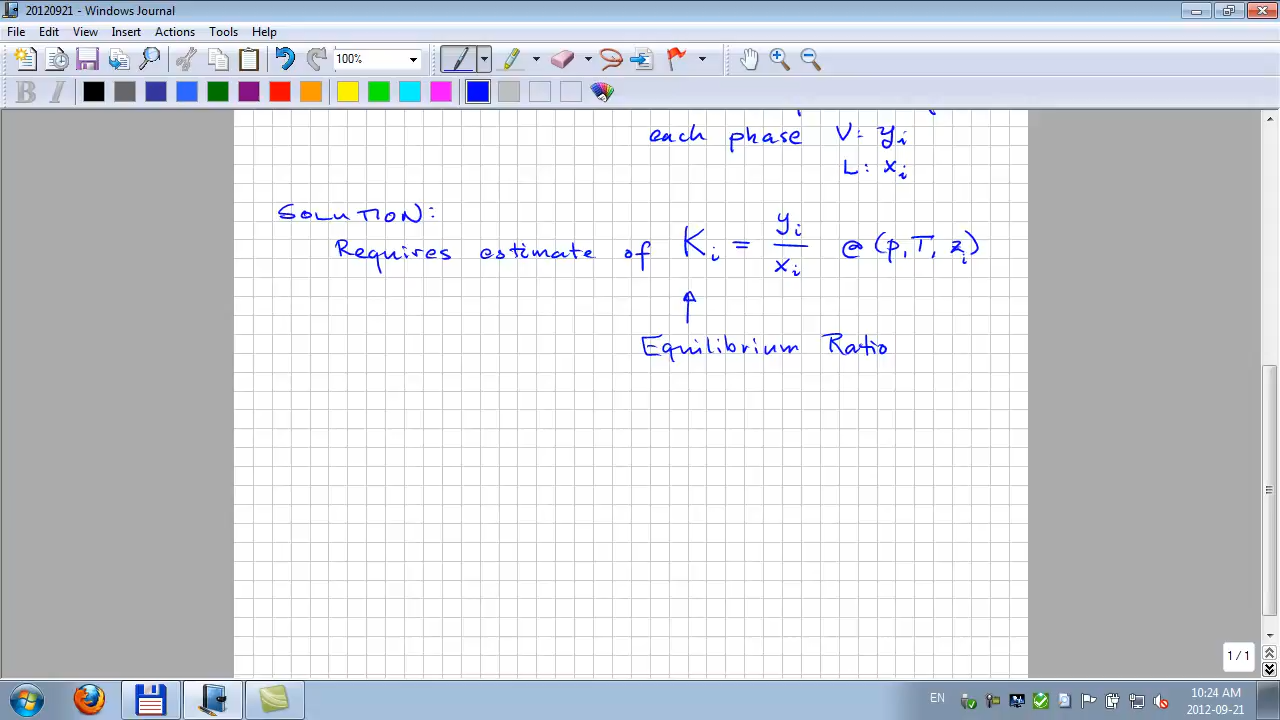 20120921 - Windows Journal
File Edit View Insert Actions Tools Help
100%
B I
each phase V: yi
L: xi
SOLUTION:
Requires estimate of Ki = yi/xi @ (p, T, zi)
Equilibrium Ratio
1 / 1
EN
10:24 AM
2012-09-21